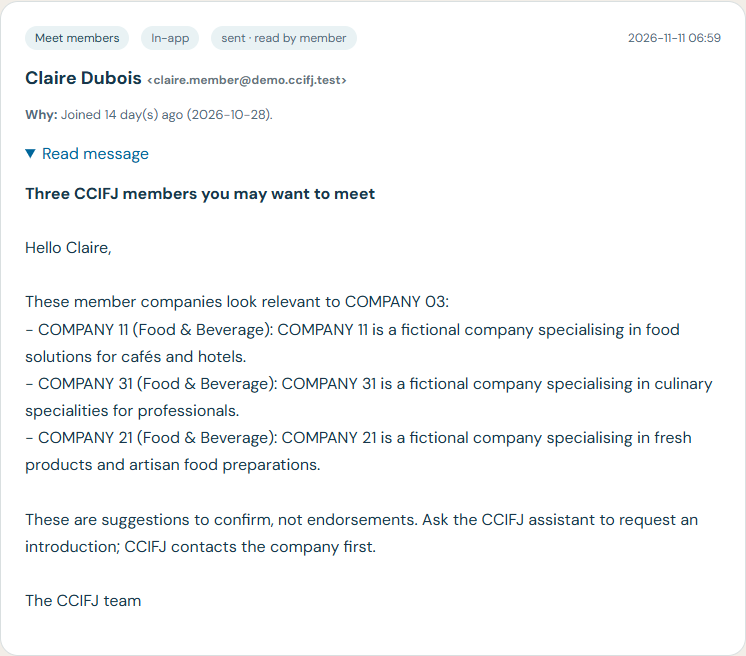 Meet members In-app sent · read by member 2026-11-11 06:59
Claire Dubois <claire.member@demo.ccifj.test>
Why: Joined 14 day(s) ago (2026-10-28).
▼ Read message
Three CCIFJ members you may want to meet
Hello Claire,
These member companies look relevant to COMPANY 03:
- COMPANY 11 (Food & Beverage): COMPANY 11 is a fictional company specialising in food
solutions for cafés and hotels.
- COMPANY 31 (Food & Beverage): COMPANY 31 is a fictional company specialising in culinary
specialities for professionals.
- COMPANY 21 (Food & Beverage): COMPANY 21 is a fictional company specialising in fresh
products and artisan food preparations.
These are suggestions to confirm, not endorsements. Ask the CCIFJ assistant to request an
introduction; CCIFJ contacts the company first.
The CCIFJ team